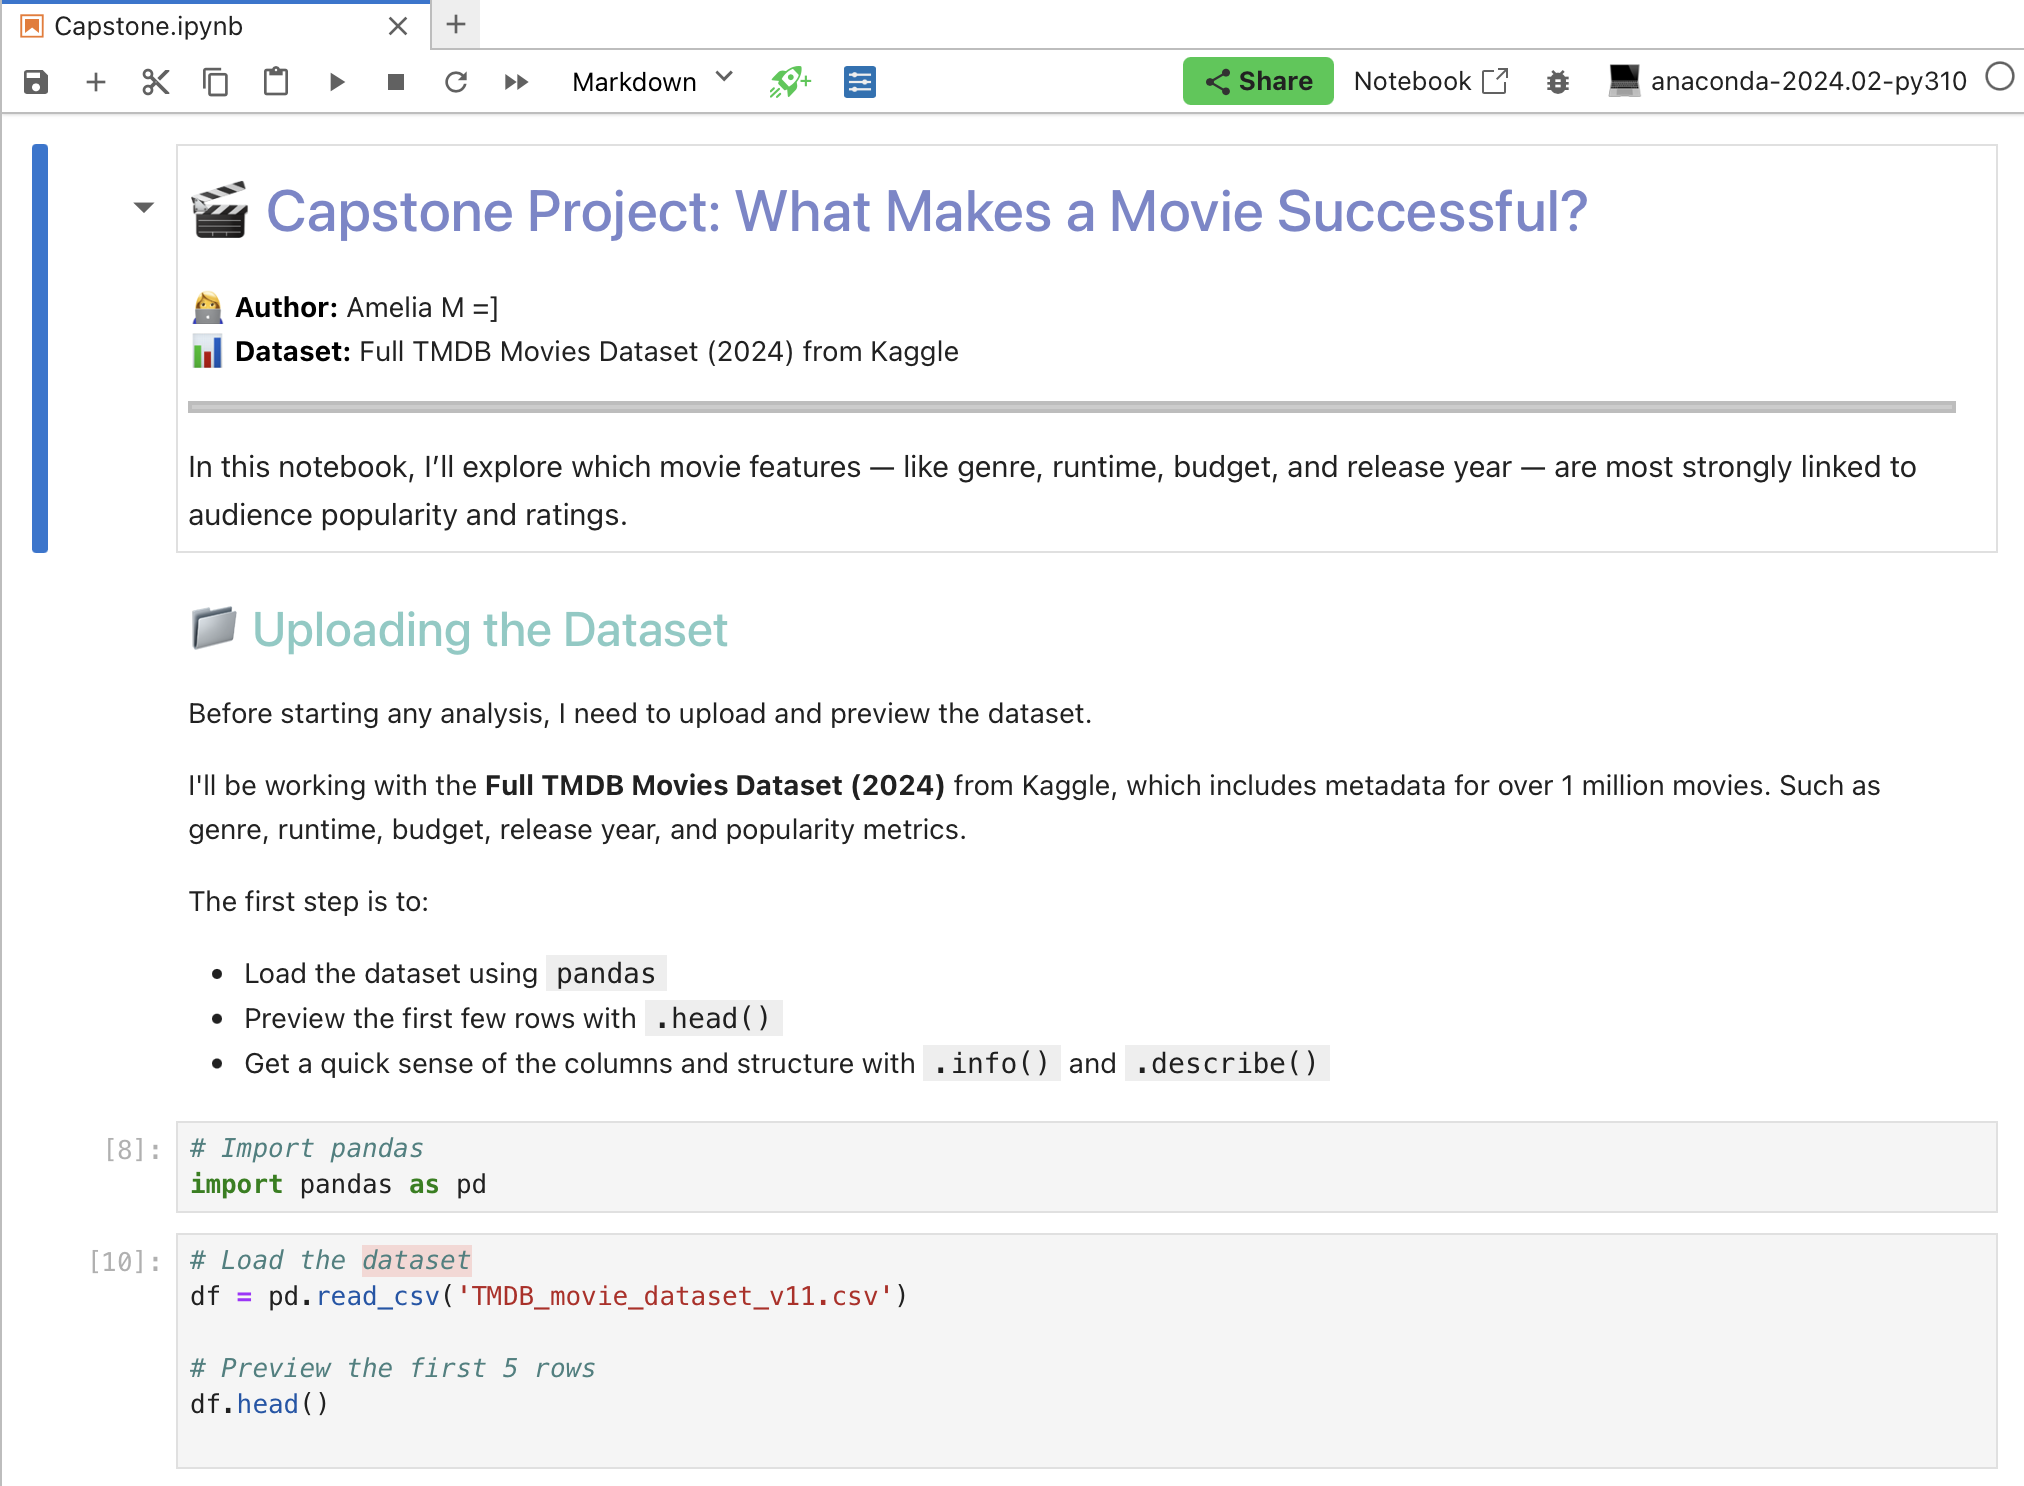 Capstone.ipynb
Markdown Share Notebook anaconda-2024.02-py310
Capstone Project: What Makes a Movie Successful?
Author: Amelia M =]
Dataset: Full TMDB Movies Dataset (2024) from Kaggle
In this notebook, I’ll explore which movie features — like genre, runtime, budget, and release year — are most strongly linked to
audience popularity and ratings.
Uploading the Dataset
Before starting any analysis, I need to upload and preview the dataset.
I'll be working with the Full TMDB Movies Dataset (2024) from Kaggle, which includes metadata for over 1 million movies. Such as
genre, runtime, budget, release year, and popularity metrics.
The first step is to:
• Load the dataset using pandas
• Preview the first few rows with .head()
• Get a quick sense of the columns and structure with .info() and .describe()
[8]: # Import pandas
import pandas as pd
[10]: # Load the dataset
df = pd.read_csv('TMDB_movie_dataset_v11.csv')
# Preview the first 5 rows
df.head()